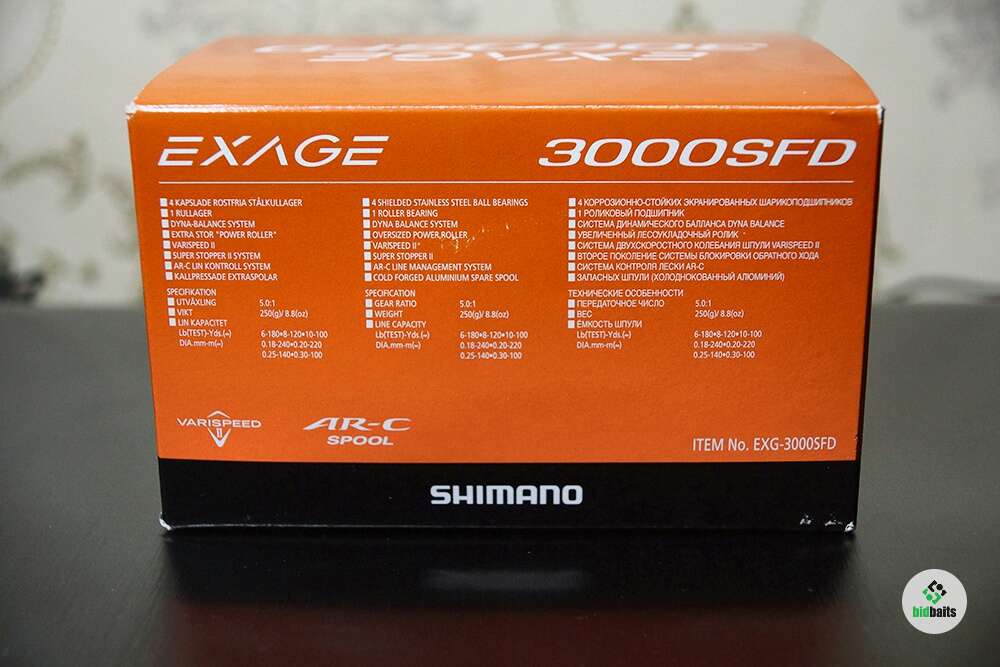 EXAGE 3000SFD
EXAGE 3000SFD
4 KAPSLADE ROSTFRIA STÅLKULLAGER
1 RULLAGER
DYNA-BALANCE SYSTEM
EXTRA STOR "POWER ROLLER"
VARISPEED II
SUPER STOPPER II SYSTEM
AR-C LIN KONTROLL SYSTEM
KALLPRESSADE EXTRASPOLAR
SPECIFIKATION
UTVÄXLING 5.0:1
VIKT 250(g)/ 8.8(oz)
LIN KAPACITET
Lb(TEST)-Yds.(≈) 6-180*8-120*10-100
DIA.mm-m(≈) 0.18-240*0.20-220
0.25-140*0.30-100
4 SHIELDED STAINLESS STEEL BALL BEARINGS
1 ROLLER BEARING
DYNA BALANCE SYSTEM
OVERSIZED POWER ROLLER
VARISPEED II"
SUPER STOPPER II
AR-C LINE MANAGEMENT SYSTEM
COLD FORGED ALUMINIUM SPARE SPOOL
SPECIFICATION
GEAR RATIO 5.0:1
WEIGHT 250(g)/ 8.8(oz)
LINE CAPACITY
Lb(TEST)-Yds.(≈) 6-180*8-120*10-100
DIA.mm-m(≈) 0.18-240*0.20-220
0.25-140*0.30-100
4 КОРРОЗИОННО-СТОЙКИХ ЭКРАНИРОВАННЫХ ШАРИКОПОДШИПНИКОВ
1 РОЛИКОВЫЙ ПОДШИПНИК
СИСТЕМА ДИНАМИЧЕСКОГО БАЛЛАНСА DYNA BALANCE
УВЕЛИЧЕННЫЙ ЛЕСОУКЛАДОЧНЫЙ РОЛИК
СИСТЕМА ДВУХСКОРОСТНОГО КОЛЕБАНИЯ ШПУЛИ VARISPEED II
ВТОРОЕ ПОКОЛЕНИЕ СИСТЕМЫ БЛОКИРОВКИ ОБРАТНОГО ХОДА
СИСТЕМА КОНТРОЛЯ ЛЕСКИ AR-C
ЗАПАСНЫХ ШПУЛИ (ХОЛОДНОКОВАННЫЙ АЛЮМИНИЙ)
ТЕХНИЧЕСКИЕ ОСОБЕННОСТИ
ПЕРЕДАТОЧНОЕ ЧИСЛО 5.0:1
ВЕС 250(g)/ 8.8(oz)
ЁМКОСТЬ ШПУЛИ
Lb(TEST)-Yds.(≈) 6-180*8-120*10-100
DIA.mm-m(≈) 0.18-240*0.20-220
0.25-140*0.30-100
VARISPEED
II
AR-C
SPOOL
ITEM No. EXG-3000SFD
SHIMANO
bidbaits